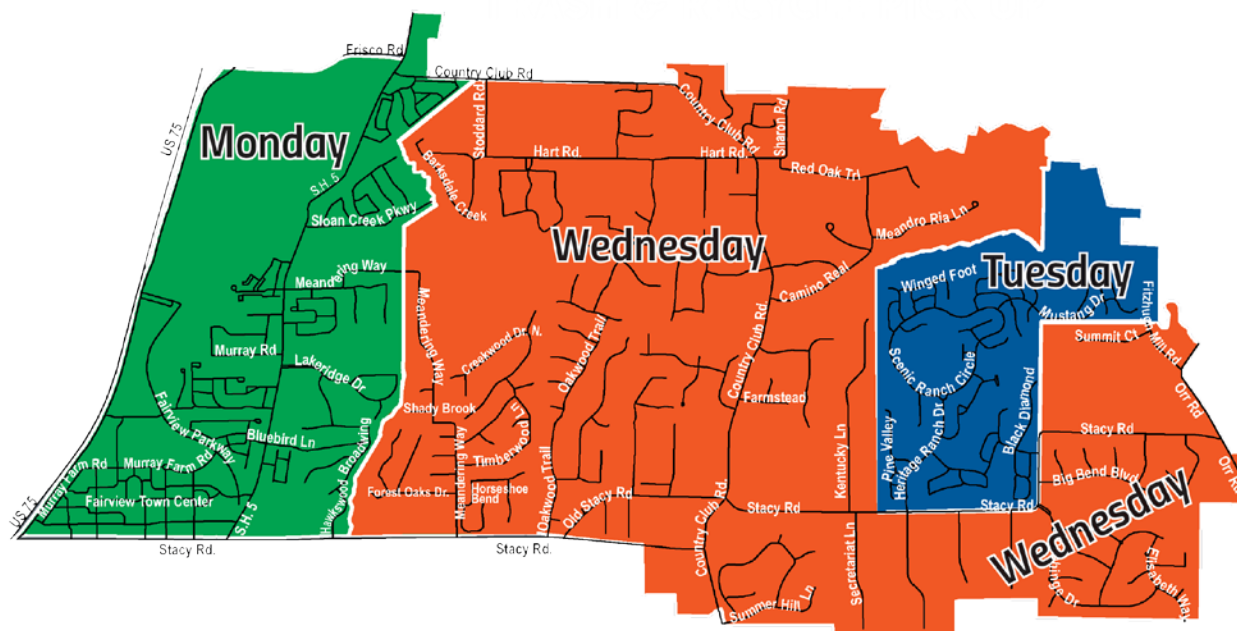 Frisco Rd
Country Club Rd
US 75
Monday
Stoddard Rd.
Country Club Rd
Sharon Rd
Hart Rd.
Hart Rd.
Red Oak Trl
Barksdale Creek
S.H. 5
Sloan Creek Pkwy
Meandro Ria Ln
Wednesday
Meandering Way
Camino Real
Winged Foot
Tuesday
Mustang Dr
Fitzhugh Mill Rd
Meandering Way
Creekwood Dr. N.
Oakwood Trail
Country Club Rd.
Summit Ct
Murray Rd
Lakeridge Dr
Scenic Ranch Circle
Orr Rd
Shady Brook
Farmstead
Fairview Parkway
Bluebird Ln
Timberwood Ln
Kentucky Ln
Pine Valley
Heritage Ranch Dr
Black Diamond
Stacy Rd
Murray Farm Rd
Murray Farm Rd
Hawkswood
Broadwing
Meandering Way
Oakwood Trail
Big Bend Blvd
Orr Rd
Forest Oaks Dr.
Horseshoe
Bend
Old Stacy Rd
Fairview Town Center
US 75
S.H. 5
Country Club Rd.
Stacy Rd
Stacy Rd
Wednesday
Stacy Rd.
Stacy Rd.
Secretariat Ln
Elisabeth Way
Summer Hill Ln